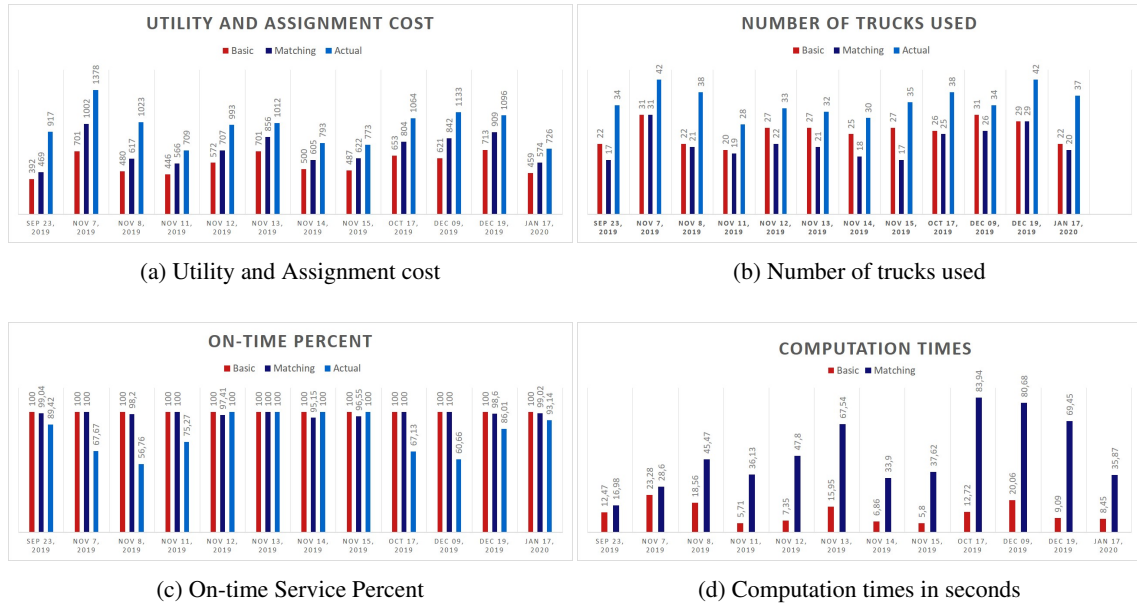 UTILITY AND ASSIGNMENT COST
Basic Matching Actual
392 469 917 701 1002 1378 480 617 1023 446 566 709 572 707 993 701 856 1012 500 605 793 487 622 773 653 804 1064 621 842 1133 713 909 1096 459 574 726
SEP 23, NOV 7, NOV 8, NOV 11, NOV 12, NOV 13, NOV 14, NOV 15, OCT 17, DEC 09, DEC 19, JAN 17,
2019 2019 2019 2019 2019 2019 2019 2019 2019 2019 2019 2020
(a) Utility and Assignment cost
NUMBER OF TRUCKS USED
Basic Matching Actual
22 17 34 31 31 42 22 21 38 20 19 28 27 22 33 27 21 32 25 18 30 27 17 35 26 25 38 31 26 34 29 29 42 22 20 37
SEP 23, NOV 7, NOV 8, NOV 11, NOV 12, NOV 13, NOV 14, NOV 15, OCT 17, DEC 09, DEC 19, JAN 17,
2019 2019 2019 2019 2019 2019 2019 2019 2019 2019 2019 2020
(b) Number of trucks used
ON-TIME PERCENT
Basic Matching Actual
100 99,04 89,42 100 100 67,67 100 98,2 56,76 100 100 75,27 100 97,41 100 100 100 100 100 95,15 100 100 96,55 100 100 100 67,13 100 100 60,66 100 98,6 86,01 100 99,02 93,14
SEP 23, NOV 7, NOV 8, NOV 11, NOV 12, NOV 13, NOV 14, NOV 15, OCT 17, DEC 09, DEC 19, JAN 17,
2019 2019 2019 2019 2019 2019 2019 2019 2019 2019 2019 2020
(c) On-time Service Percent
COMPUTATION TIMES
Basic Matching
12,47 16,98 23,28 28,6 18,56 45,47 5,71 36,13 7,35 47,8 15,95 67,54 6,86 33,9 5,8 37,62 12,72 83,94 20,06 80,68 9,09 69,45 8,45 35,87
SEP 23, NOV 7, NOV 8, NOV 11, NOV 12, NOV 13, NOV 14, NOV 15, OCT 17, DEC 09, DEC 19, JAN 17,
2019 2019 2019 2019 2019 2019 2019 2019 2019 2019 2019 2020
(d) Computation times in seconds